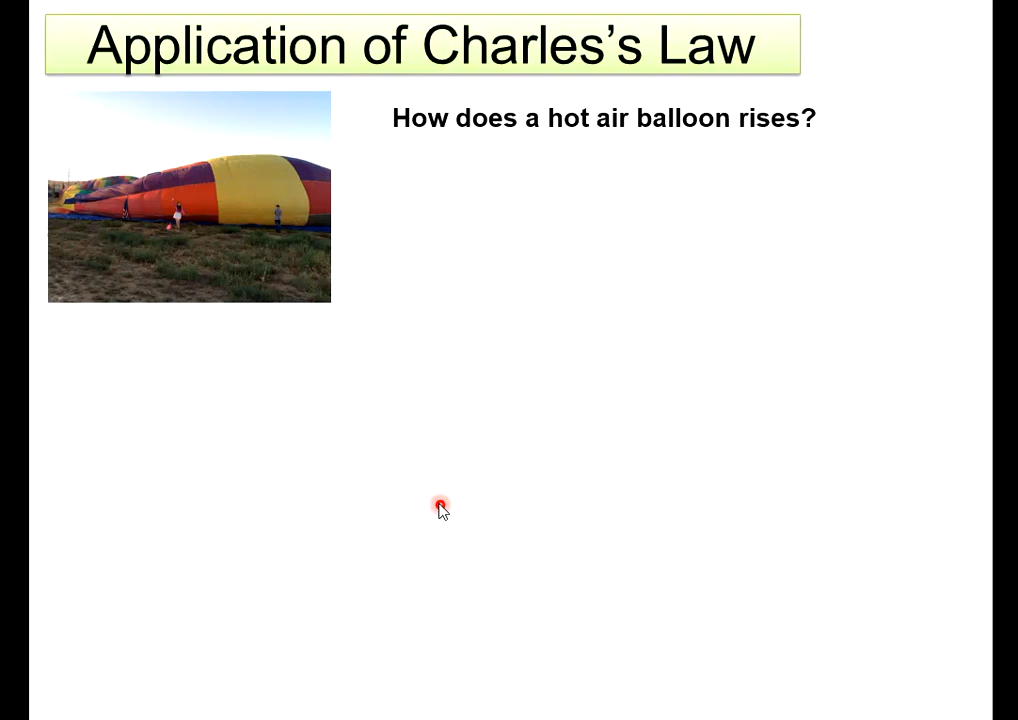 Application of Charles’s Law
How does a hot air balloon rises?